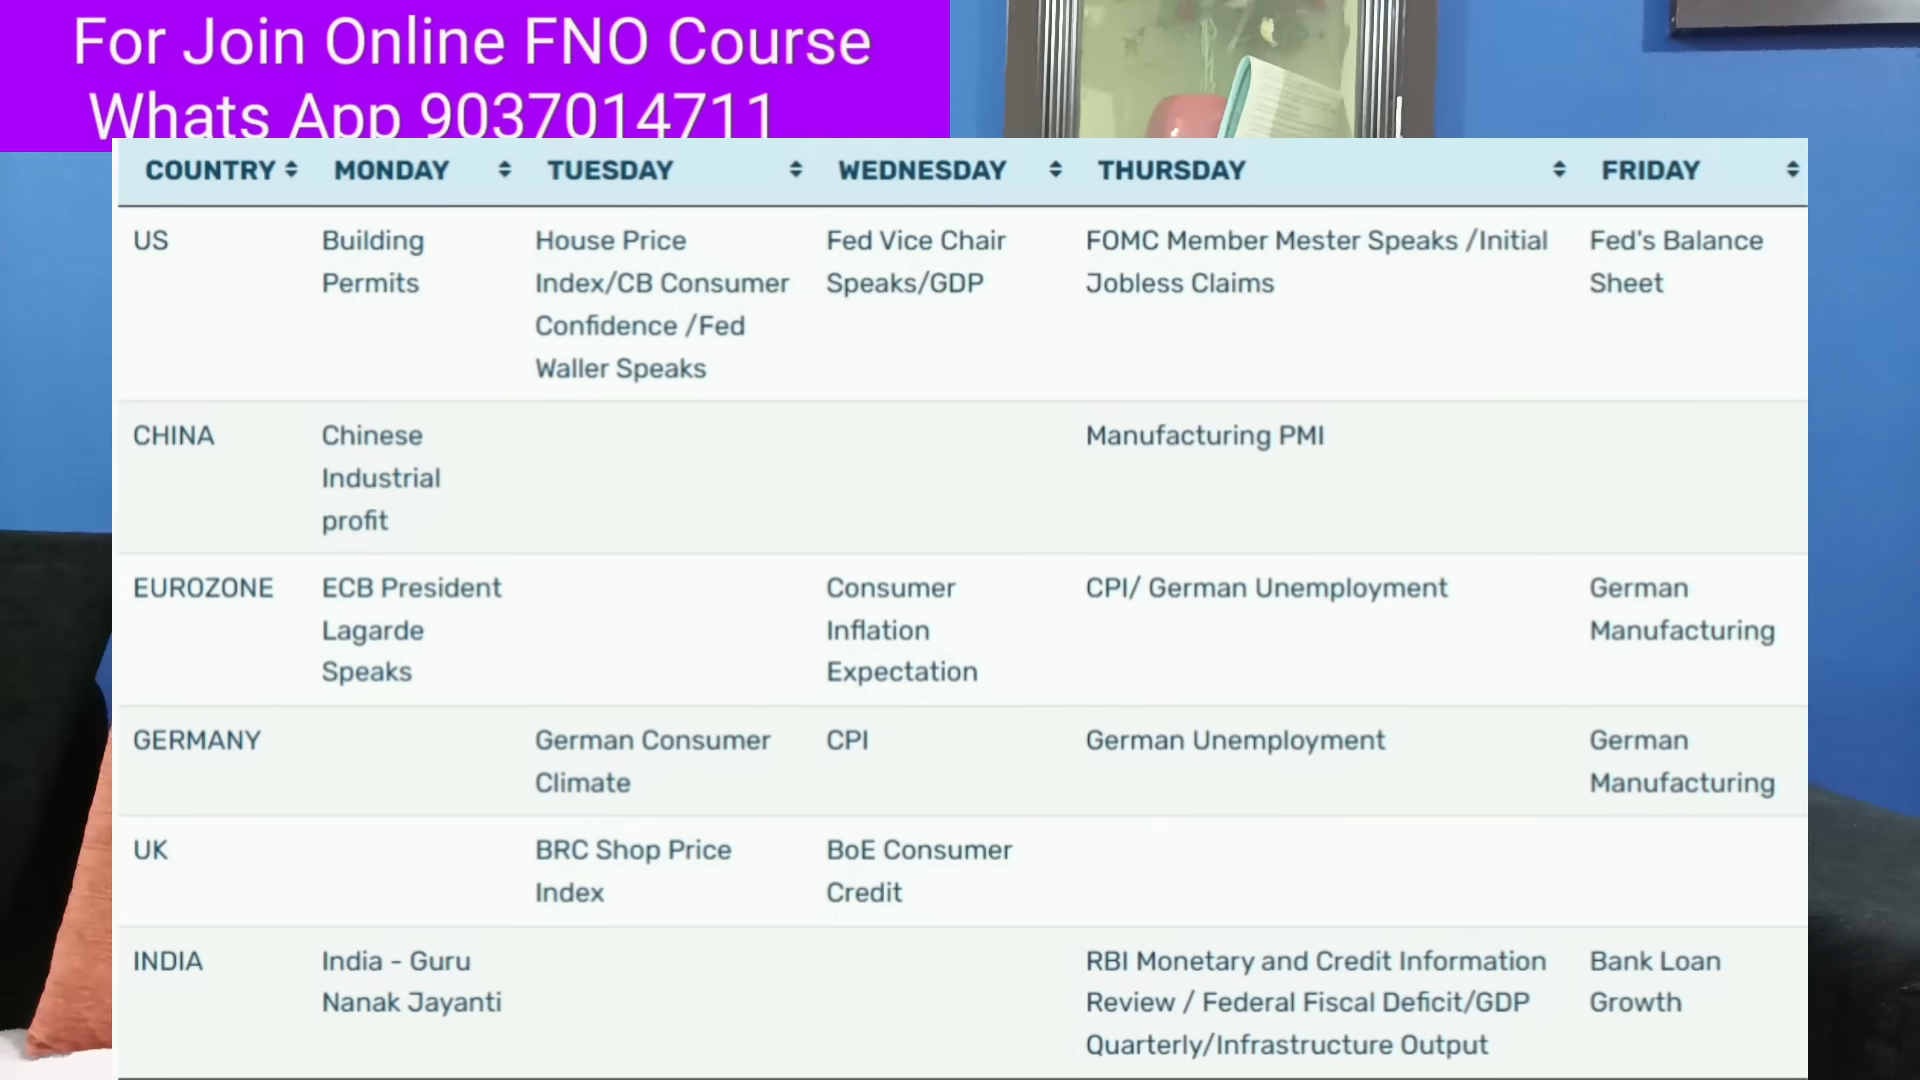 For Join Online FNO Course
Whats App 9037014711
COUNTRY MONDAY TUESDAY WEDNESDAY THURSDAY FRIDAY
US Building House Price Fed Vice Chair FOMC Member Mester Speaks /Initial Fed's Balance
Permits Index/CB Consumer Speaks/GDP Jobless Claims Sheet
Confidence /Fed
Waller Speaks
CHINA Chinese Manufacturing PMI
Industrial
profit
EUROZONE ECB President Consumer CPI/ German Unemployment German
Lagarde Inflation Manufacturing
Speaks Expectation
GERMANY German Consumer CPI German Unemployment German
Climate Manufacturing
UK BRC Shop Price BoE Consumer
Index Credit
INDIA India - Guru RBI Monetary and Credit Information Bank Loan
Nanak Jayanti Review / Federal Fiscal Deficit/GDP Growth
Quarterly/Infrastructure Output